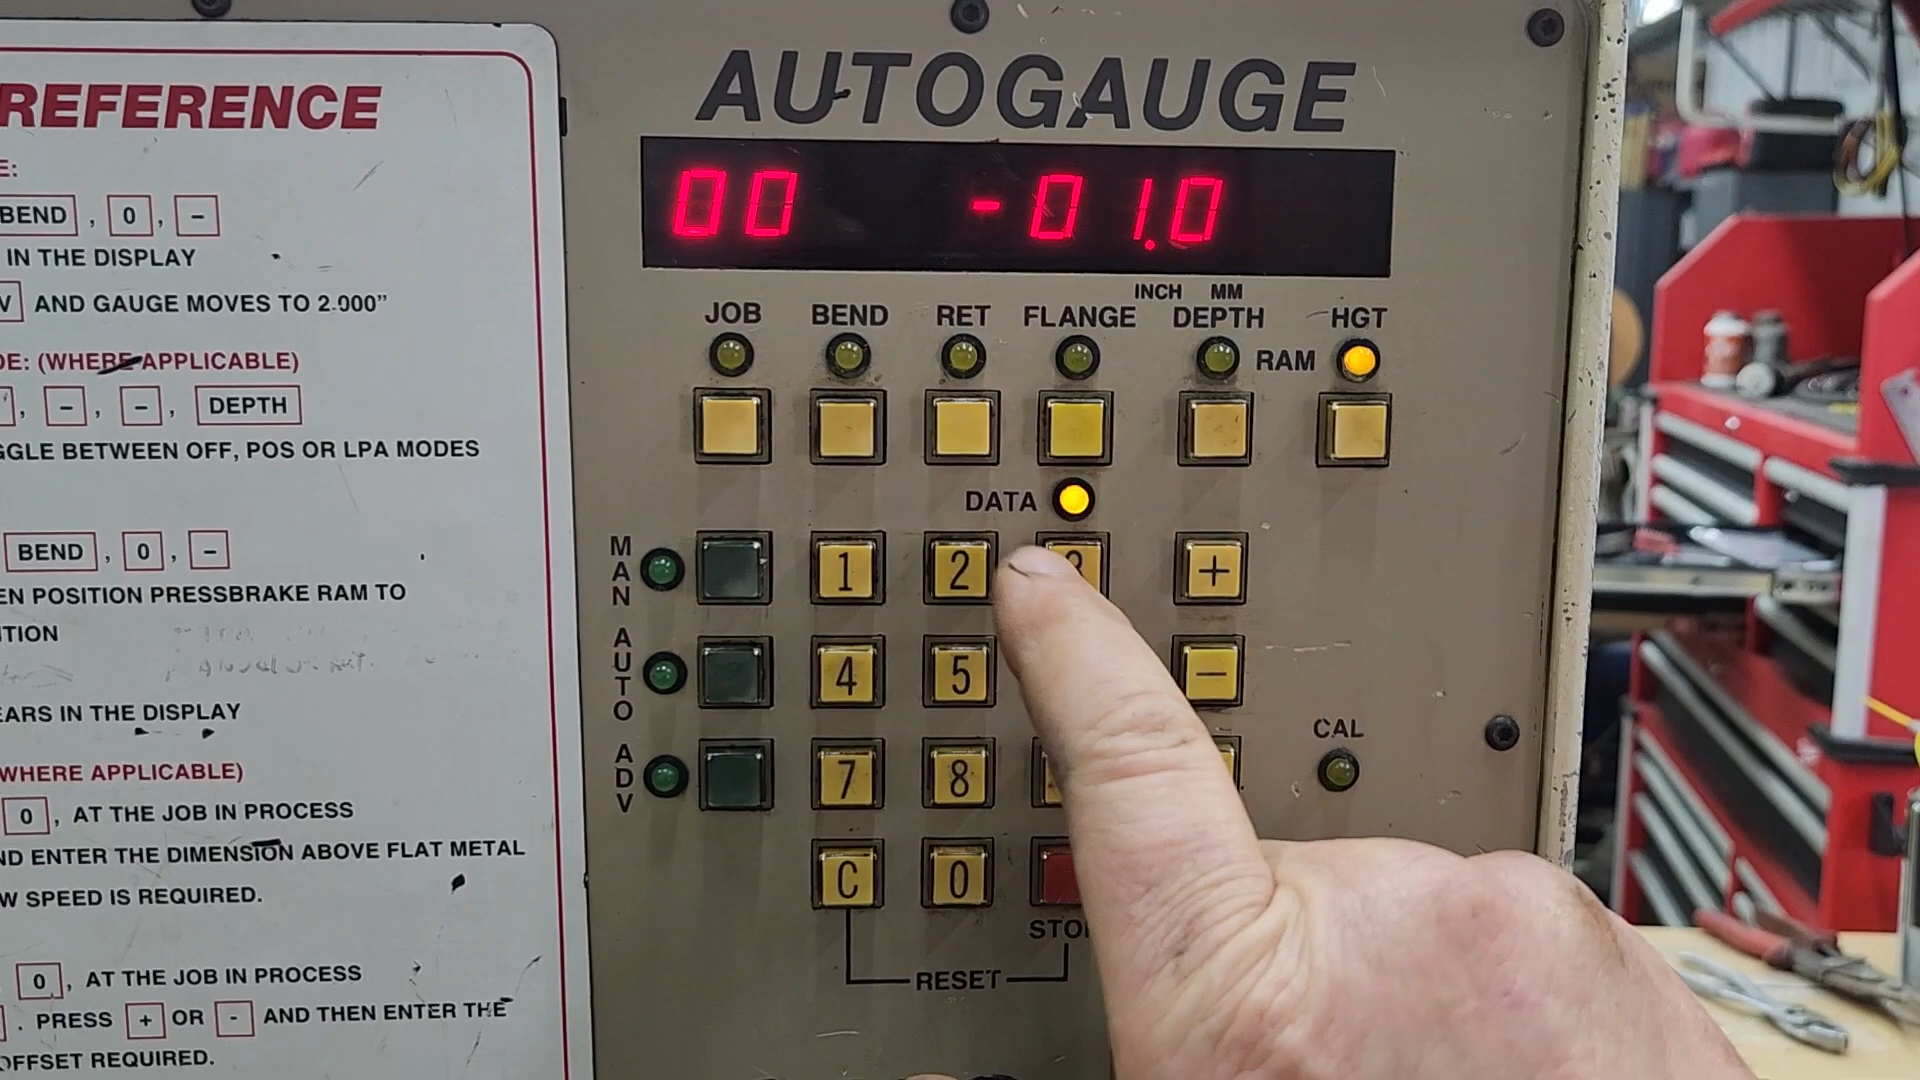 REFERENCE
E:
BEND , 0 , –
IN THE DISPLAY
V AND GAUGE MOVES TO 2.000”
DE: (WHERE APPLICABLE)
, – , – , DEPTH
GGLE BETWEEN OFF, POS OR LPA MODES
BEND , 0 , –
EN POSITION PRESSBRAKE RAM TO
ITION
EARS IN THE DISPLAY
WHERE APPLICABLE)
0 , AT THE JOB IN PROCESS
ND ENTER THE DIMENSION ABOVE FLAT METAL
W SPEED IS REQUIRED.
0 , AT THE JOB IN PROCESS
. PRESS + OR - AND THEN ENTER THE
OFFSET REQUIRED.
AUTOGAUGE
00 -01.0
INCH MM
JOB BEND RET FLANGE DEPTH HGT
RAM
DATA
MAN 1 2 3 +
AUTO 4 5 –
CAL
ADV 7 8
C 0
STOP
RESET